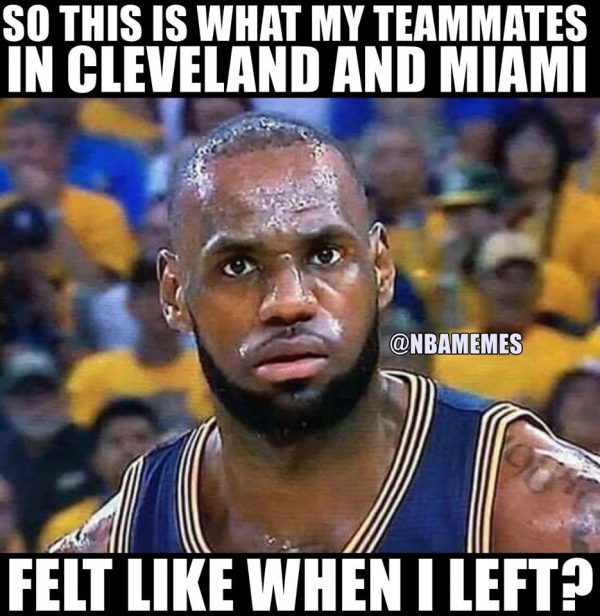 SO THIS IS WHAT MY TEAMMATES
IN CLEVELAND AND MIAMI
@NBAMEMES
FELT LIKE WHEN I LEFT?